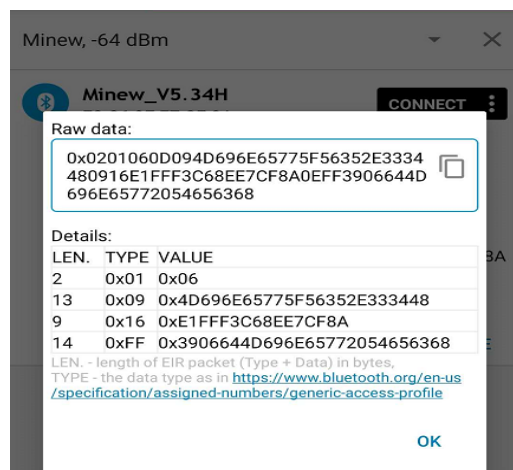 Minew, -64 dBm
Minew_V5.34H
CONNECT
Raw data:
0x0201060D094D696E65775F56352E3334
480916E1FFF3C68EE7CF8A0EFF3906644D
696E65772054656368
8A
Details:
LEN. TYPE VALUE
2 0x01 0x06
13 0x09 0x4D696E65775F56352E333448
9 0x16 0xE1FFF3C68EE7CF8A
14 0xFF 0x3906644D696E65772054656368
E
LEN. - length of EIR packet (Type + Data) in bytes,
TYPE - the data type as in https://www.bluetooth.org/en-us
/specification/assigned-numbers/generic-access-profile
OK